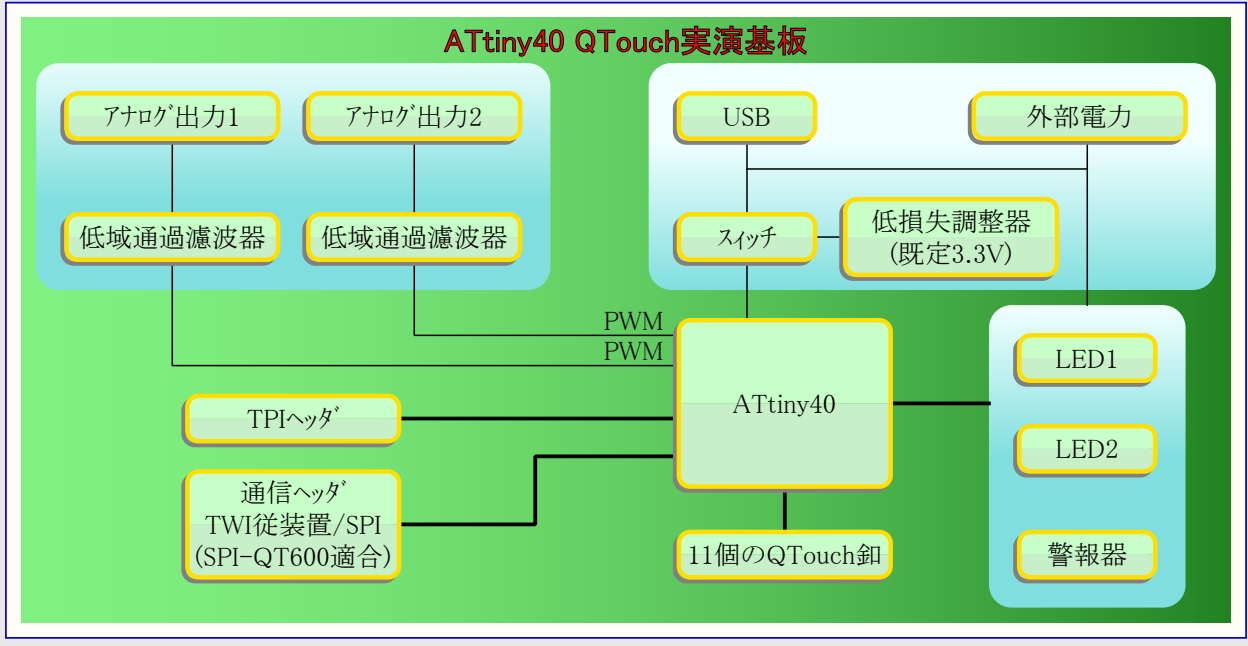 ATtiny40 QTouch実演基板
アナログ出力1
アナログ出力2
USB
外部電力
低域通過濾波器
低域通過濾波器
スイッチ
低損失調整器
(既定3.3V)
PWM
PWM
ATtiny40
LED1
LED2
警報器
TPIヘッダ
通信ヘッダ
TWI従装置/SPI
(SPI-QT600適合)
11個のQTouch釦